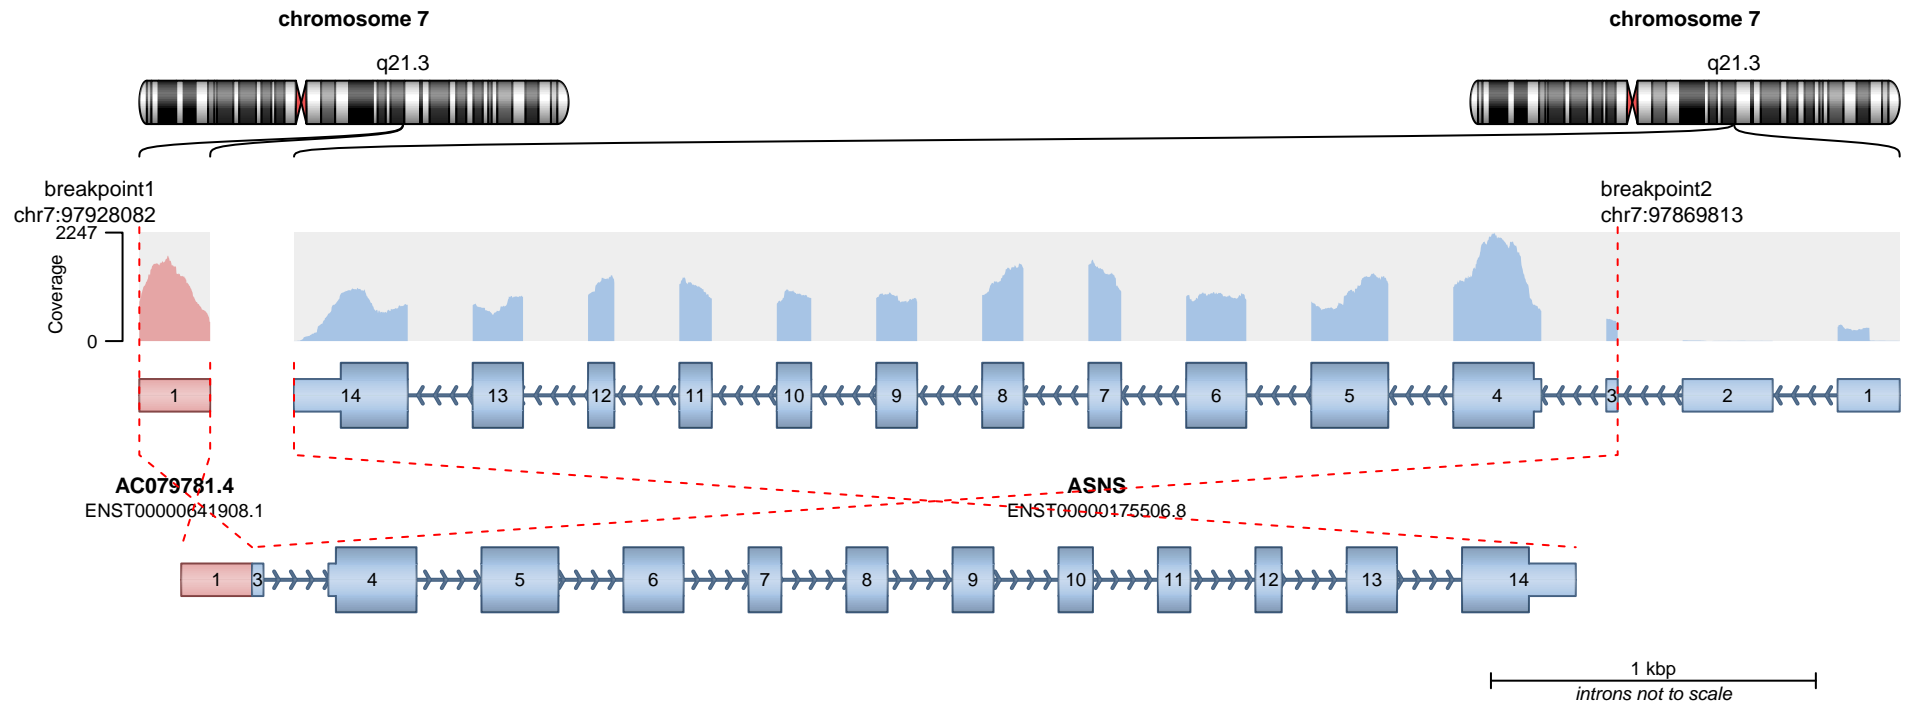 chromosome 7
chromosome 7
q21.3
q21.3
breakpoint1
chr7:97928082
breakpoint2
chr7:97869813
2247
Coverage
0
1
14
13
12
11
10
9
8
7
6
5
4
3
2
1
AC079781.4
ENST00000641908.1
ASNS
ENST00000175506.8
1
3
4
5
6
7
8
9
10
11
12
13
14
1 kbp
introns not to scale